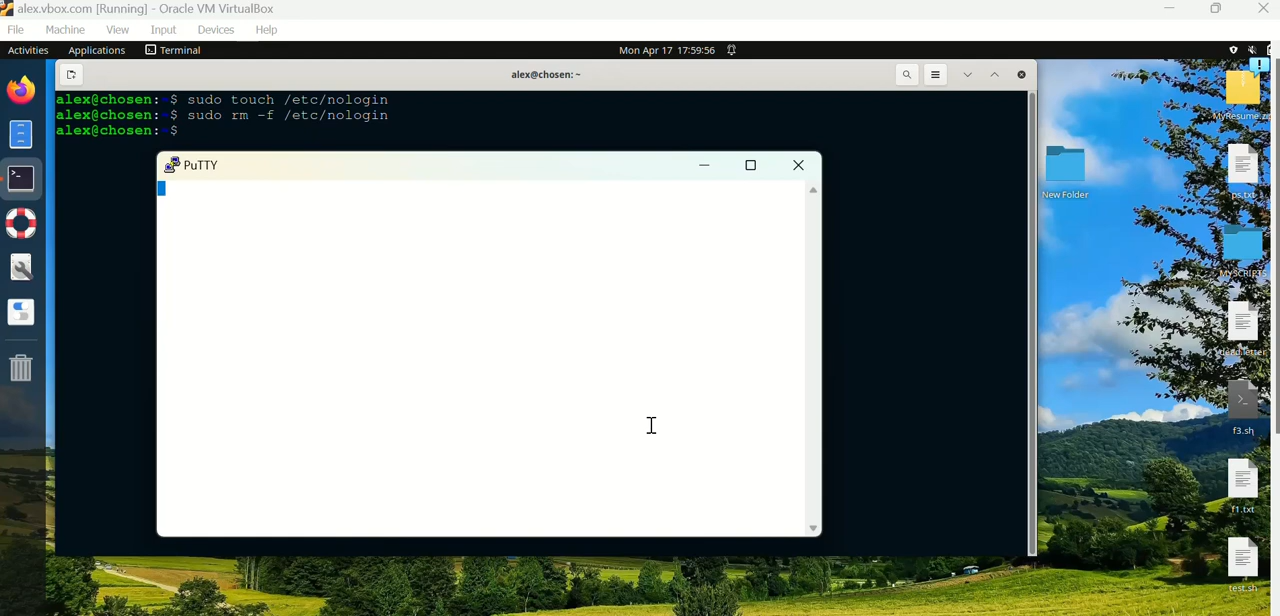 alex.vbox.com [Running] - Oracle VM VirtualBox
File Machine View Input Devices Help
Activities Applications Terminal Mon Apr 17 17:59:56
alex@chosen: ~
alex@chosen:~$ sudo touch /etc/nologin
alex@chosen:~$ sudo rm -f /etc/nologin
alex@chosen:~$
PuTTY
MyResume.zip
New Folder
ps.txt
MYSCRIPTS
dead.letter
f3.sh
f1.txt
test.sh